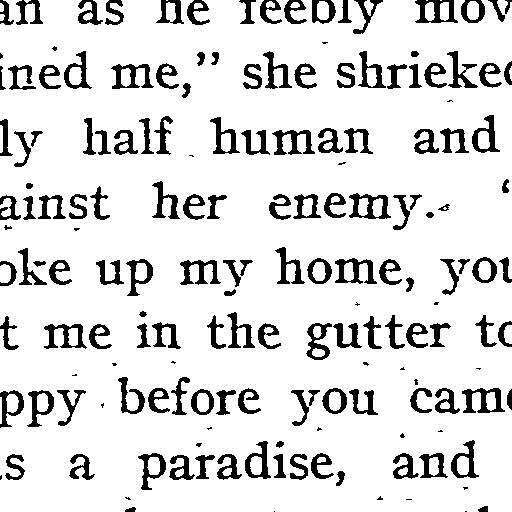 an as he feebly mov
ined me,” she shrieked
ly half human and
ainst her enemy. ‘
oke up my home, you
t me in the gutter to
ppy before you came
s a paradise, and